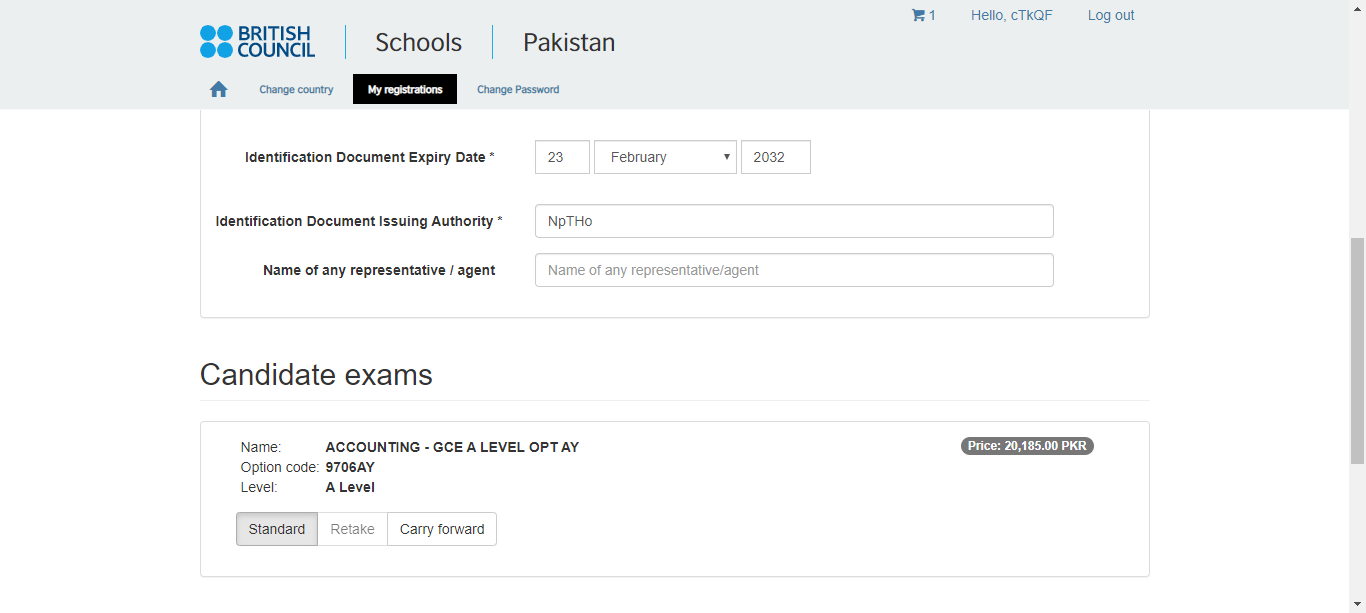 1 Hello, cTkQF Log out
BRITISH COUNCIL Schools Pakistan
Change country My registrations Change Password
Identification Document Expiry Date * 23 February 2032
Identification Document Issuing Authority * NpTHo
Name of any representative / agent Name of any representative/agent
Candidate exams
Name: ACCOUNTING - GCE A LEVEL OPT AY Price: 20,185.00 PKR
Option code: 9706AY
Level: A Level
Standard Retake Carry forward